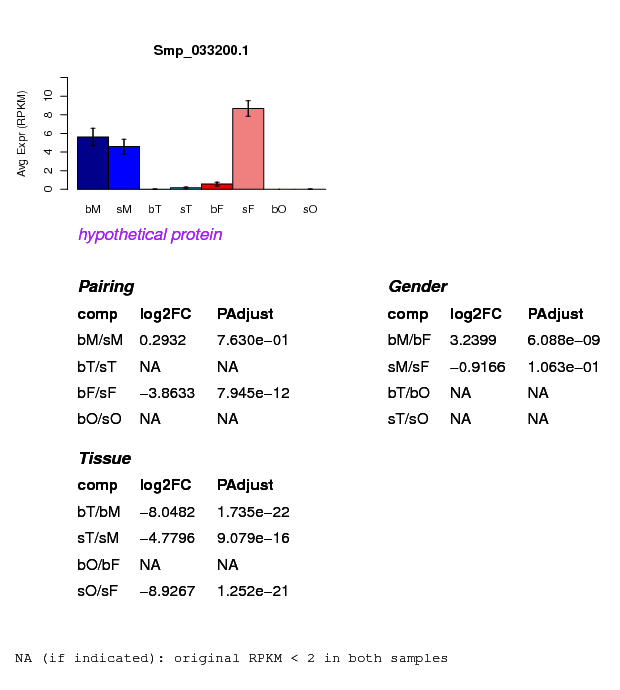 Smp_033200.1
Avg Expr (RPKM)
0 2 4 6 8 10
bM sM bT sT bF sF bO sO
hypothetical protein
Pairing
comp log2FC PAdjust
bM/sM 0.2932 7.630e−01
bT/sT NA NA
bF/sF −3.8633 7.945e−12
bO/sO NA NA
Gender
comp log2FC PAdjust
bM/bF 3.2399 6.088e−09
sM/sF −0.9166 1.063e−01
bT/bO NA NA
sT/sO NA NA
Tissue
comp log2FC PAdjust
bT/bM −8.0482 1.735e−22
sT/sM −4.7796 9.079e−16
bO/bF NA NA
sO/sF −8.9267 1.252e−21
NA (if indicated): original RPKM < 2 in both samples